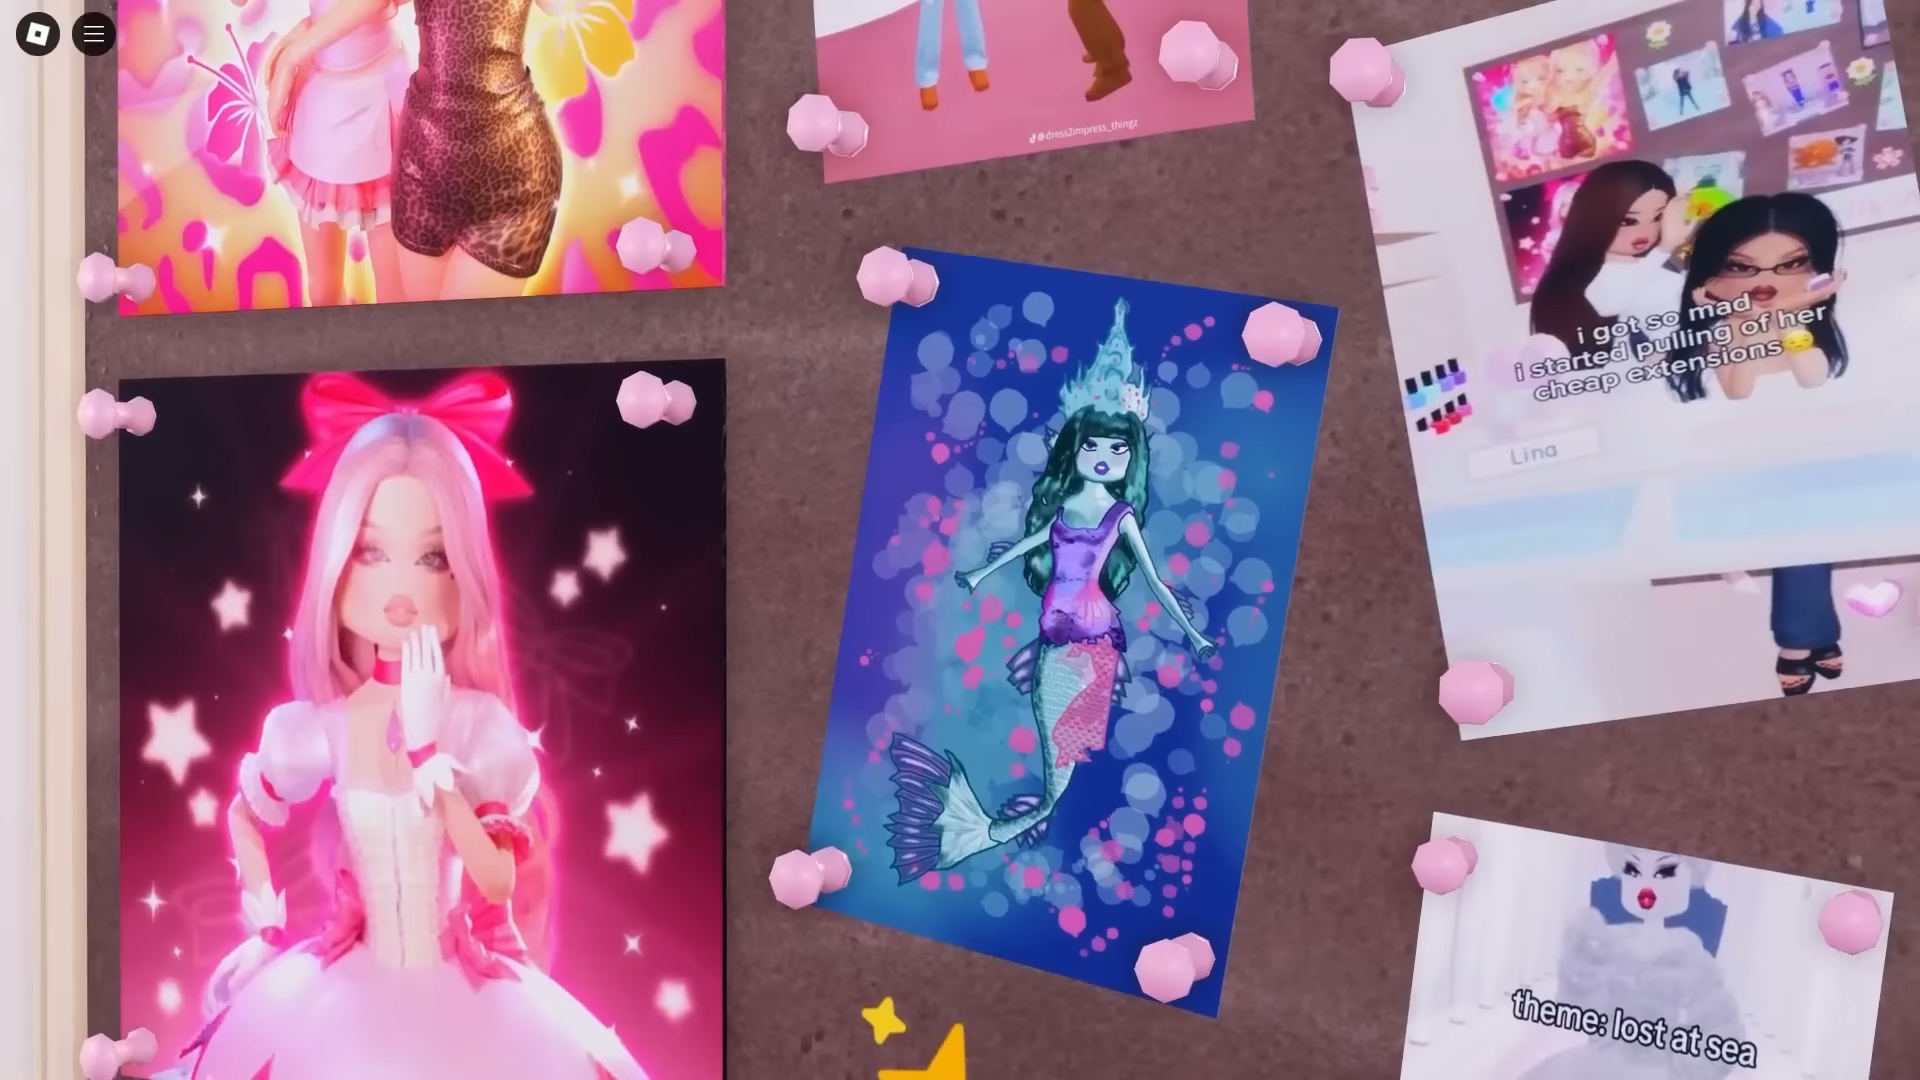 @dress2impress_thingz
i got so mad
i started pulling of her
cheap extensions😒
Lina
theme: lost at sea